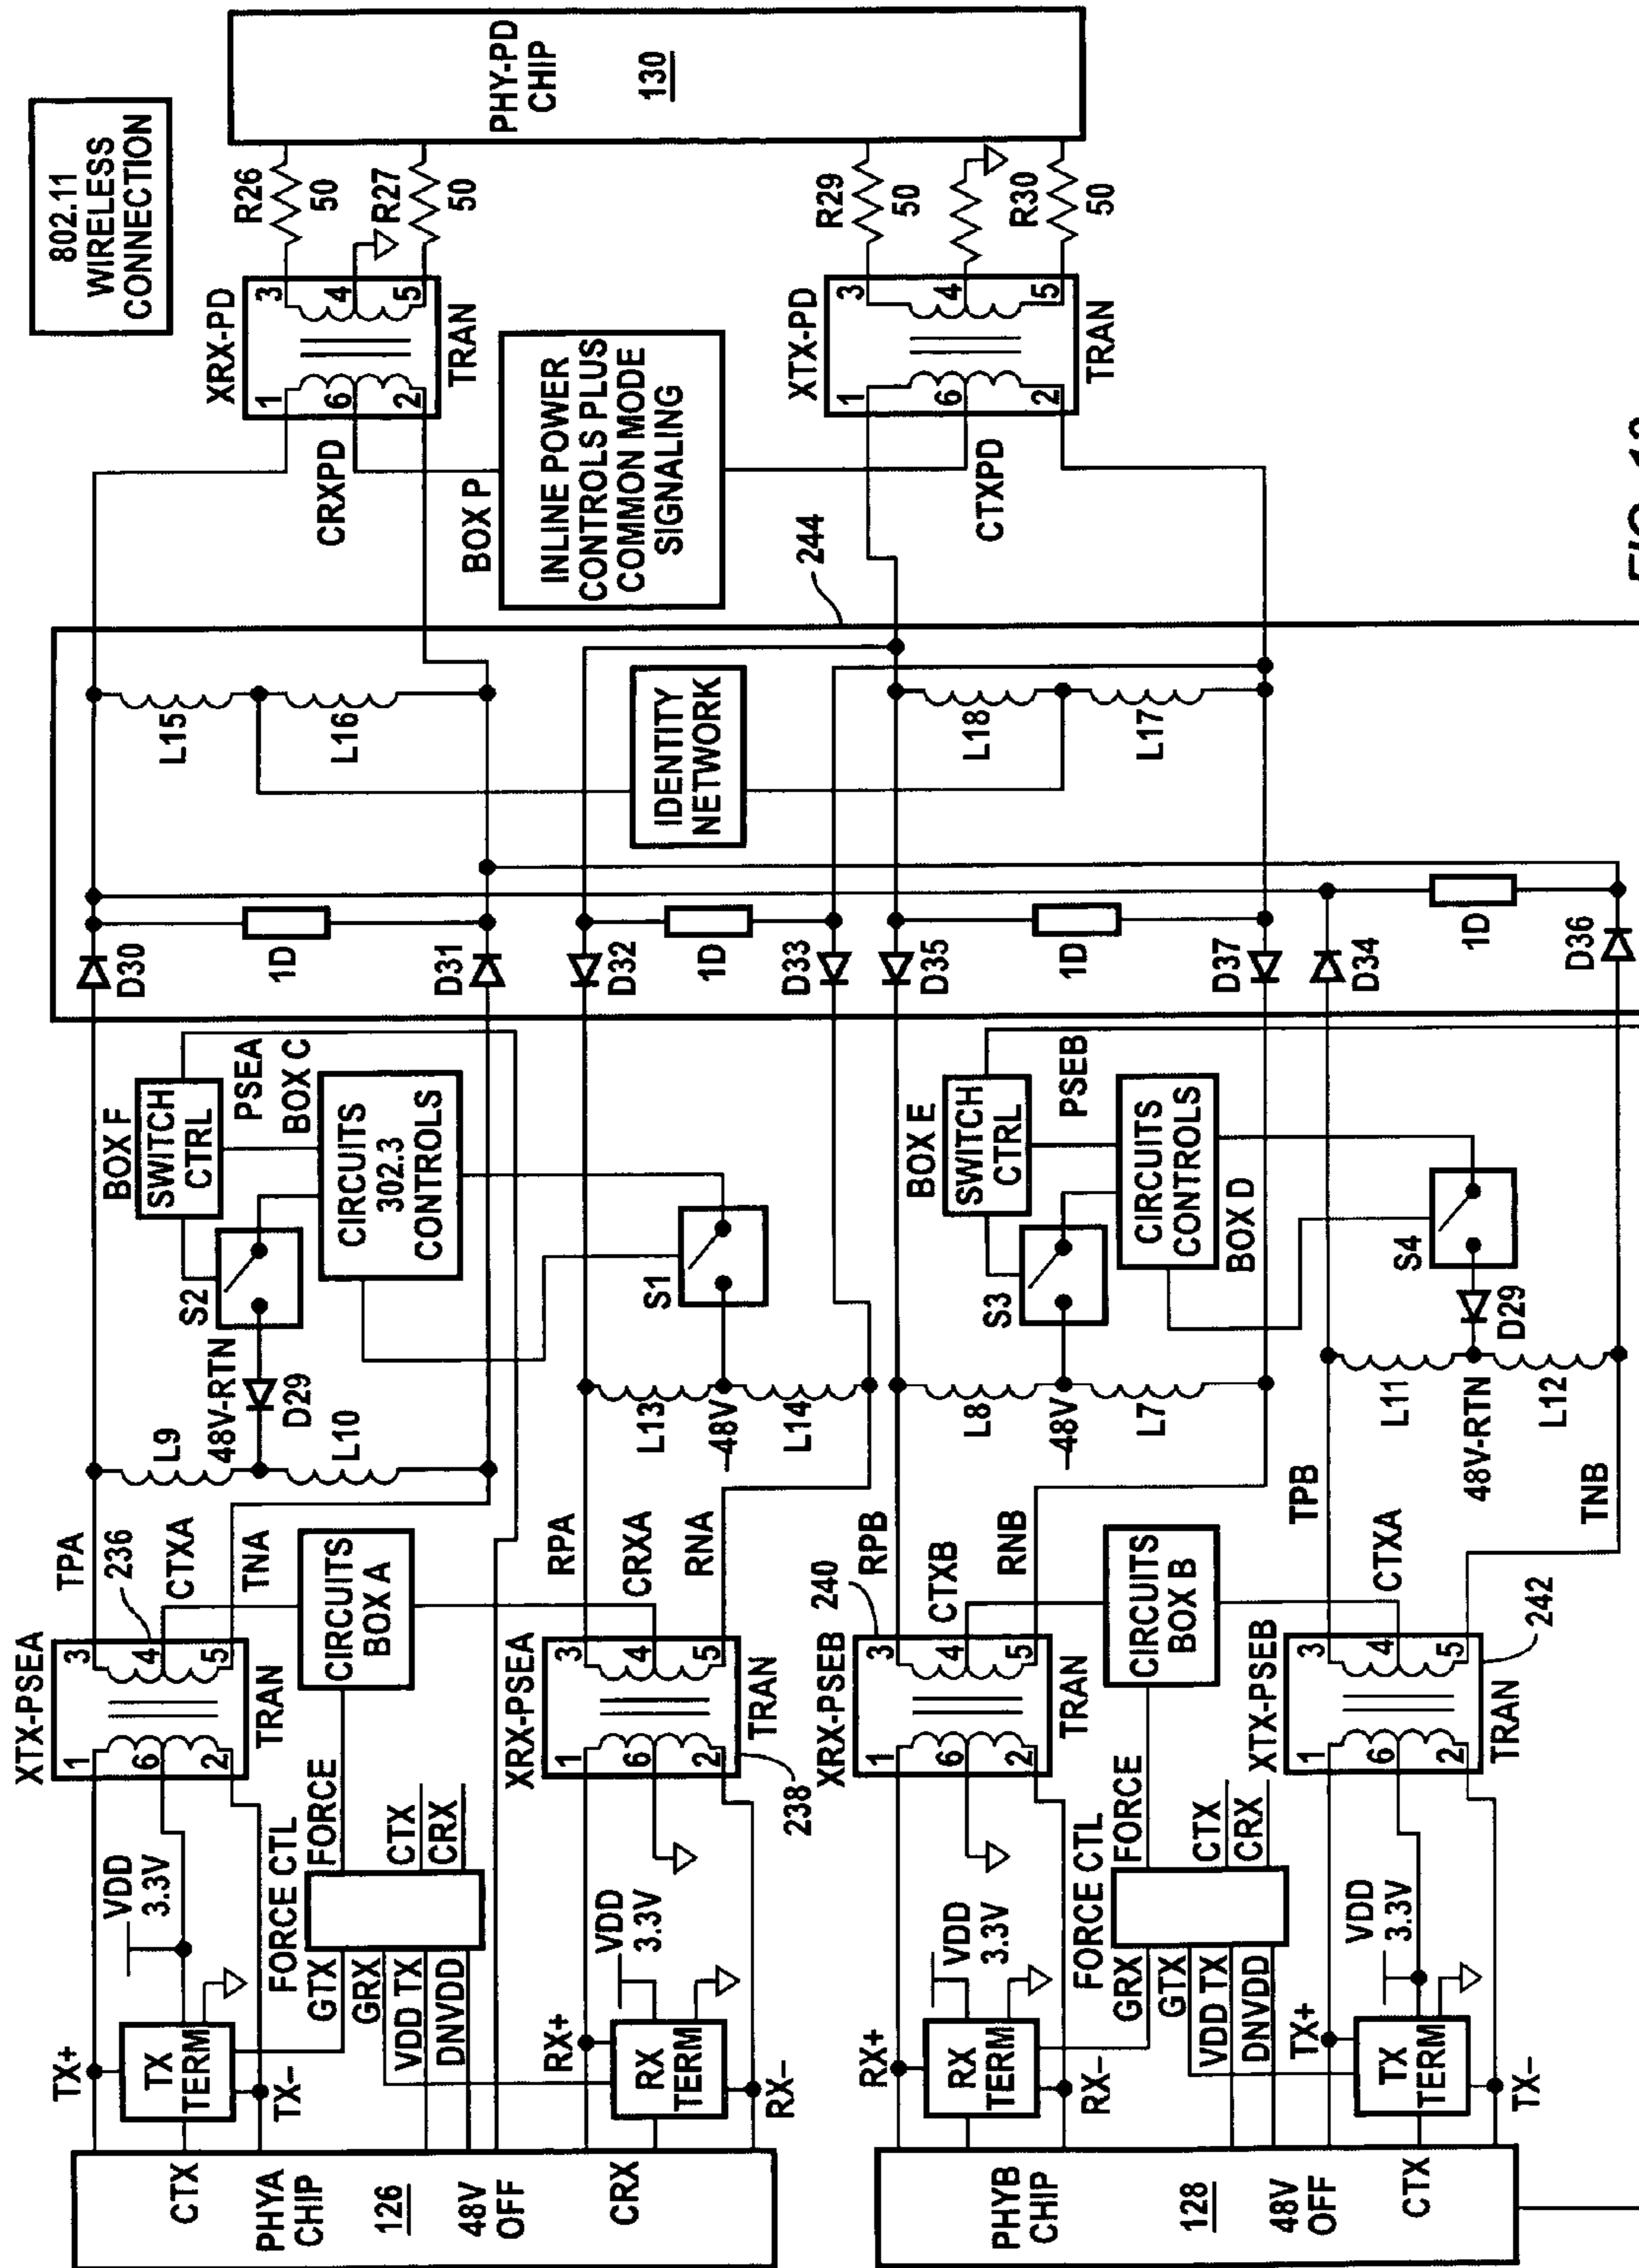 802.11
WIRELESS
CONNECTION
PHY-PD
CHIP
130
R26
50
R27
50
R29
50
R30
50
XRX-PD
3
4
5
1
6
2
TRAN
XTX-PD
3
4
5
1
6
2
TRAN
CRXPD
BOX P
INLINE POWER
CONTROLS PLUS
COMMON MODE
SIGNALING
CTXPD
244
L15
L16
IDENTITY
NETWORK
L18
L17
D30
1D
D31
D32
1D
D33
D35
1D
D37
D34
1D
D36
BOX F
SWITCH
CTRL
PSEA
BOX C
CIRCUITS
302.3
CONTROLS
S2
S1
BOX E
SWITCH
CTRL
PSEB
CIRCUITS
CONTROLS
BOX D
S3
S4
L9
48V-RTN
D29
L10
L13
-48V
L14
L8
-48V
L7
L11
D29
48V-RTN
L12
TPA
236
CTXA
TNA
CIRCUITS
BOX A
RPA
CRXA
RNA
240
RPB
CTXB
RNB
CIRCUITS
BOX B
TPB
CTXA
TNB
242
XTX-PSEA
3
4
5
1
6
2
TRAN
XRX-PSEA
3
4
5
1
6
2
TRAN
238
XRX-PSEB
3
4
5
1
6
2
TRAN
XTX-PSEB
3
4
5
1
6
2
TRAN
VDD
3.3V
FORCE CTL
FORCE
CTX
CRX
GTX
GRX
VDD TX
DNVDD
VDD
3.3V
VDD
3.3V
FORCE CTL
FORCE
CTX
CRX
GRX
GTX
VDD TX
DNVDD
VDD
3.3V
TX+
TX
TERM
TX–
RX+
RX
TERM
RX–
RX+
RX
TERM
RX–
TX+
TX
TERM
TX–
CTX
PHYA
CHIP
126
48V
OFF
CRX
PHYB
CHIP
128
48V
OFF
CTX